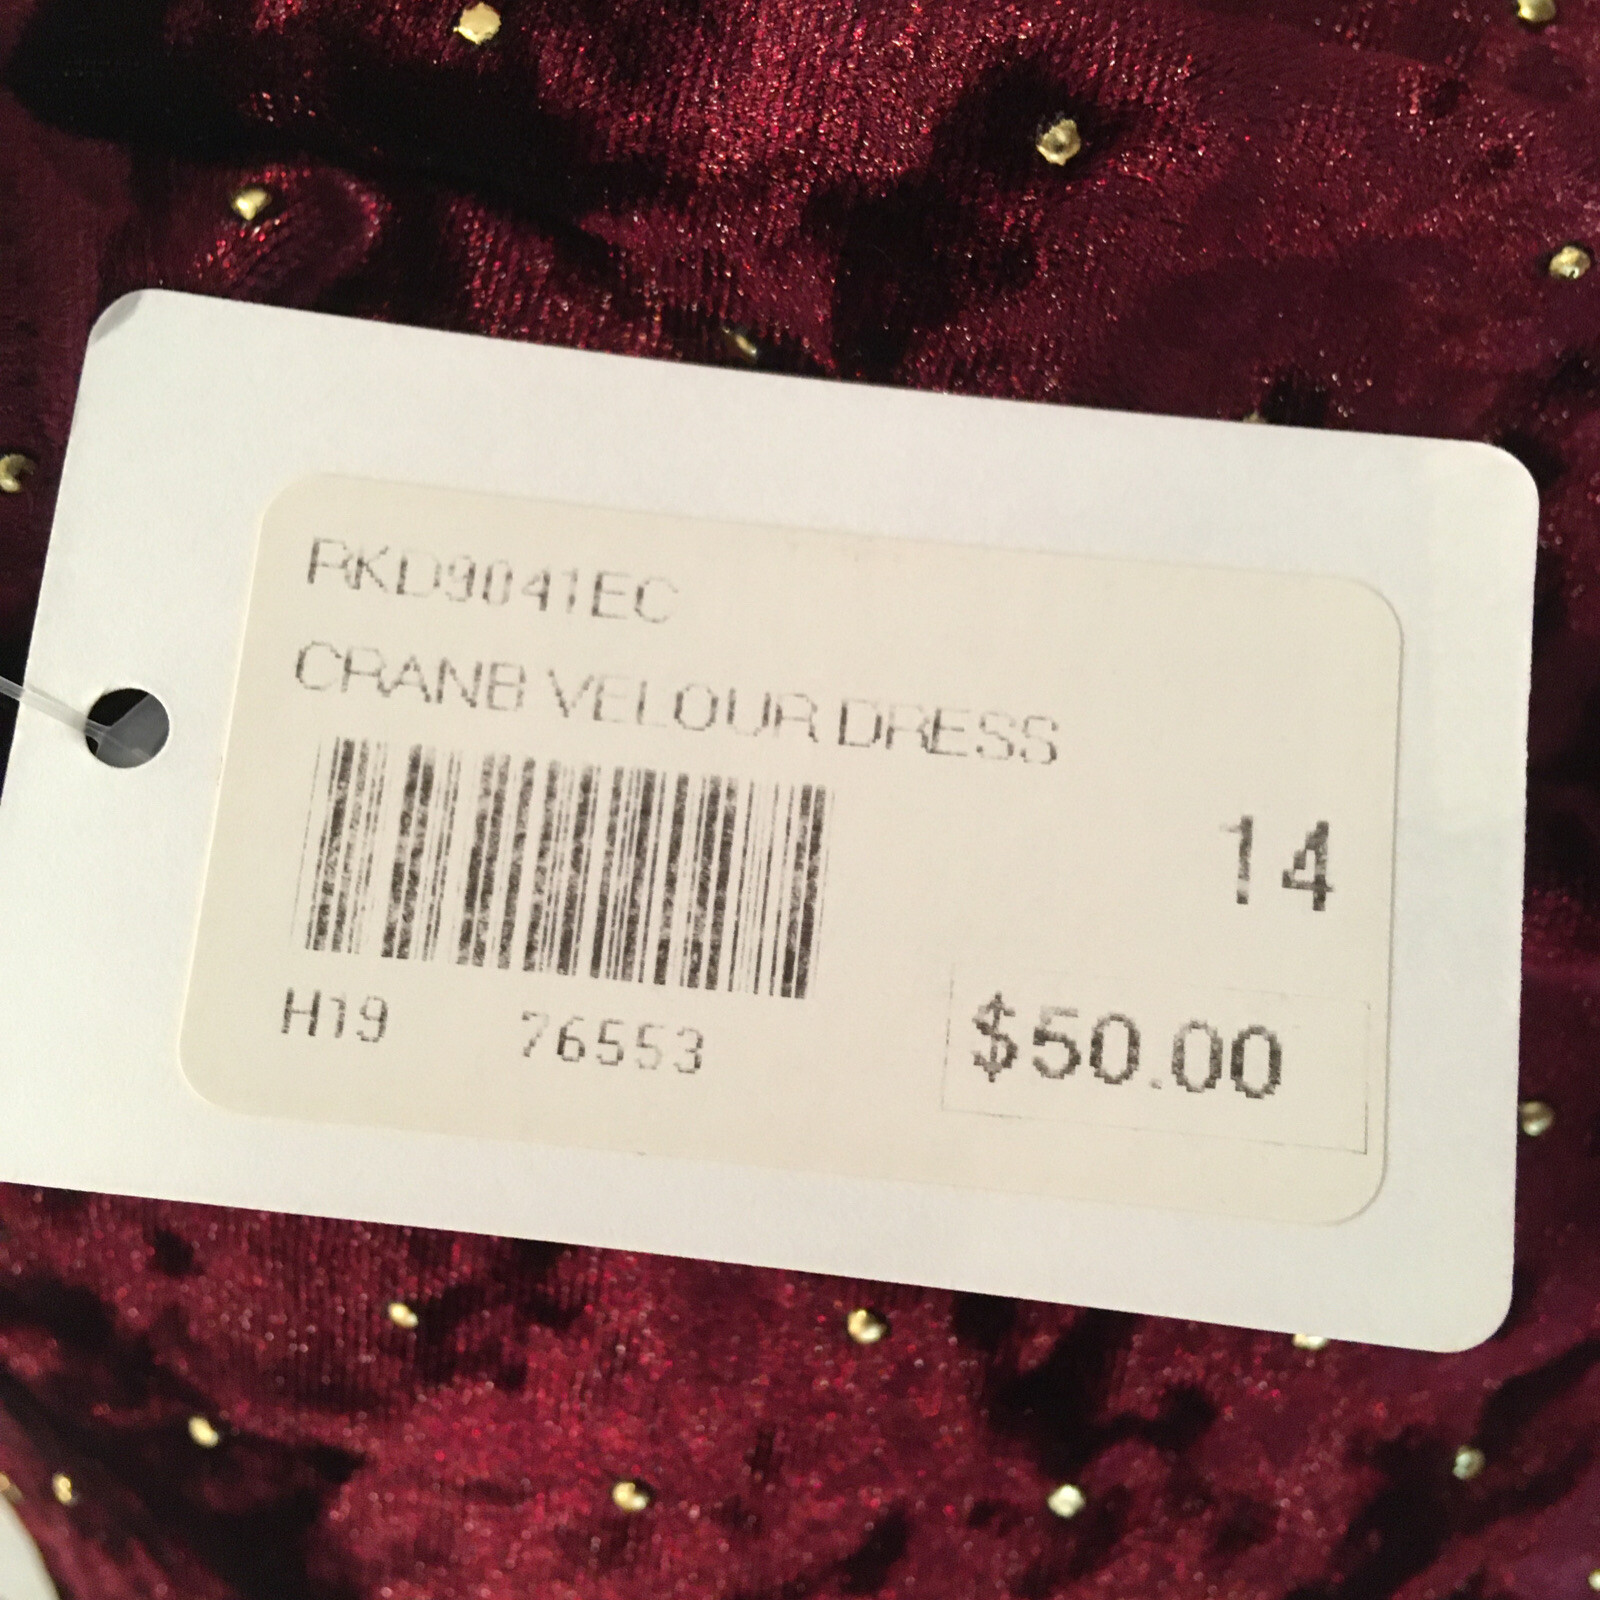 RKD9041EC
CRANB VELOUR DRESS
14
H19 76553
$50.00